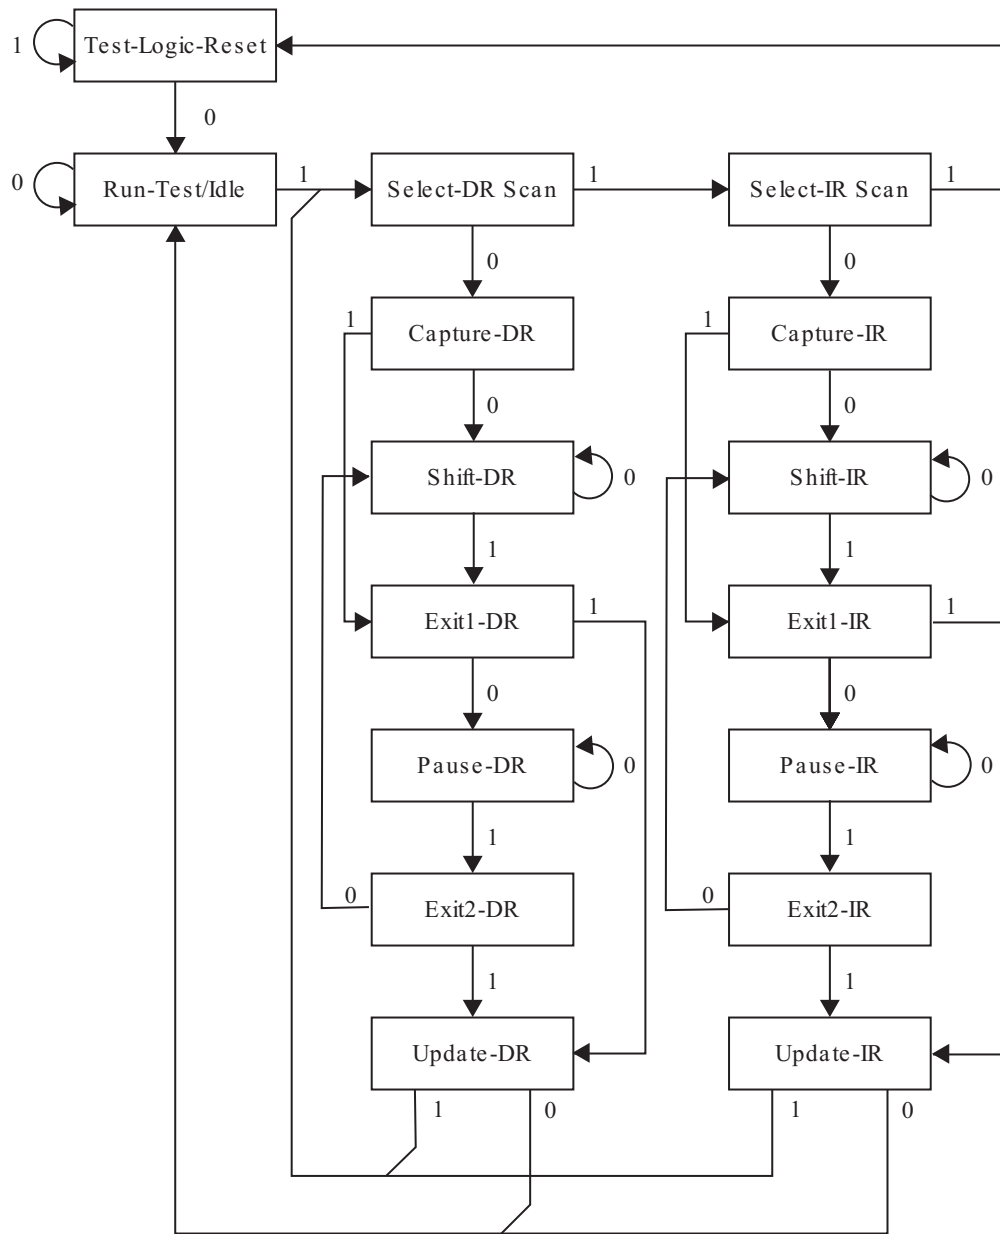 1 Test-Logic-Reset
0
0 Run-Test/Idle 1 Select-DR Scan 1 Select-IR Scan 1
0 0
1 Capture-DR 1 Capture-IR
0 0
Shift-DR 0 Shift-IR 0
1 1
Exit1-DR 1 Exit1-IR 1
0 0
Pause-DR 0 Pause-IR 0
1 1
0 Exit2-DR 0 Exit2-IR
1 1
Update-DR Update-IR
1 0 1 0